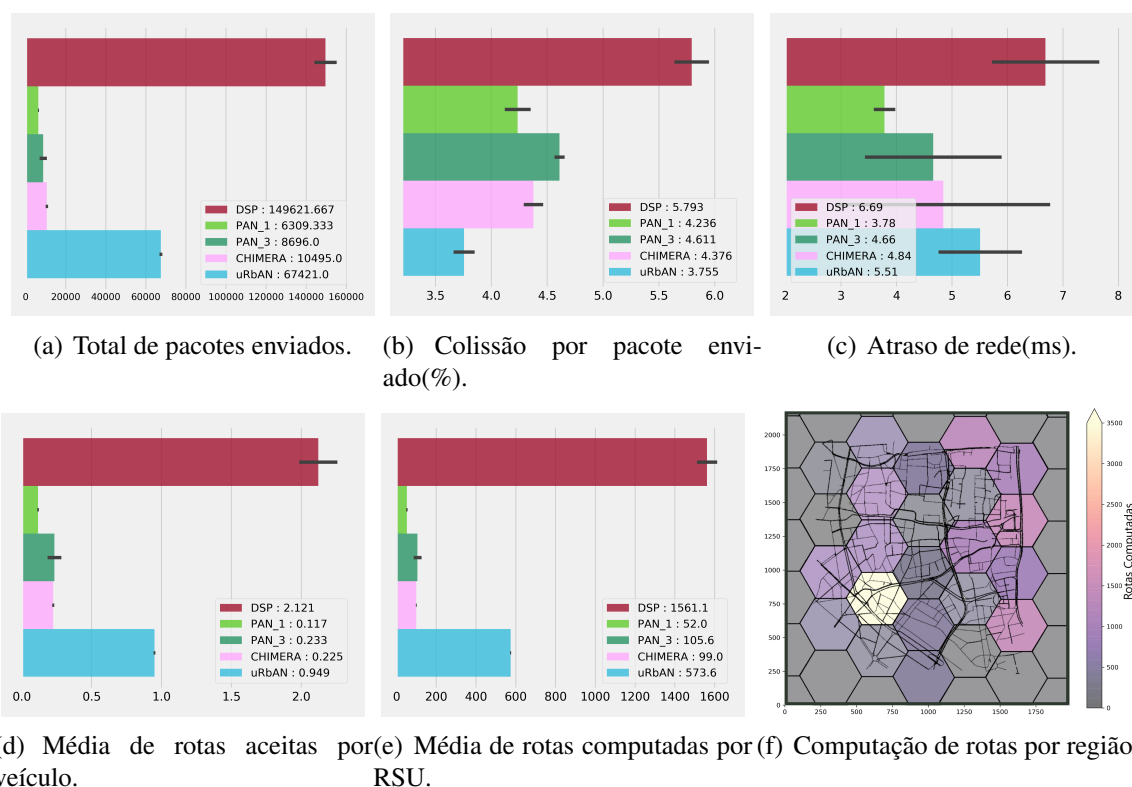 DSP : 149621.667
PAN_1 : 6309.333
PAN_3 : 8696.0
CHIMERA : 10495.0
uRbAN : 67421.0
0 20000 40000 60000 80000 100000 120000 140000 160000
(a) Total de pacotes enviados.
DSP : 5.793
PAN_1 : 4.236
PAN_3 : 4.611
CHIMERA : 4.376
uRbAN : 3.755
3.5 4.0 4.5 5.0 5.5 6.0
(b) Colissão por pacote envi-
ado(%).
DSP : 6.69
PAN_1 : 3.78
PAN_3 : 4.66
CHIMERA : 4.84
uRbAN : 5.51
2 3 4 5 6 7 8
(c) Atraso de rede(ms).
DSP : 2.121
PAN_1 : 0.117
PAN_3 : 0.233
CHIMERA : 0.225
uRbAN : 0.949
0.0 0.5 1.0 1.5 2.0
(d) Média de rotas aceitas por
veículo.
DSP : 1561.1
PAN_1 : 52.0
PAN_3 : 105.6
CHIMERA : 99.0
uRbAN : 573.6
0 200 400 600 800 1000 1200 1400 1600
(e) Média de rotas computadas por
RSU.
2000
1750
1500
1250
1000
750
500
250
0
0 250 500 750 1000 1250 1500 1750
3500
3000
2500
2000
1500
1000
500
0
Rotas Computadas
(f) Computação de rotas por região